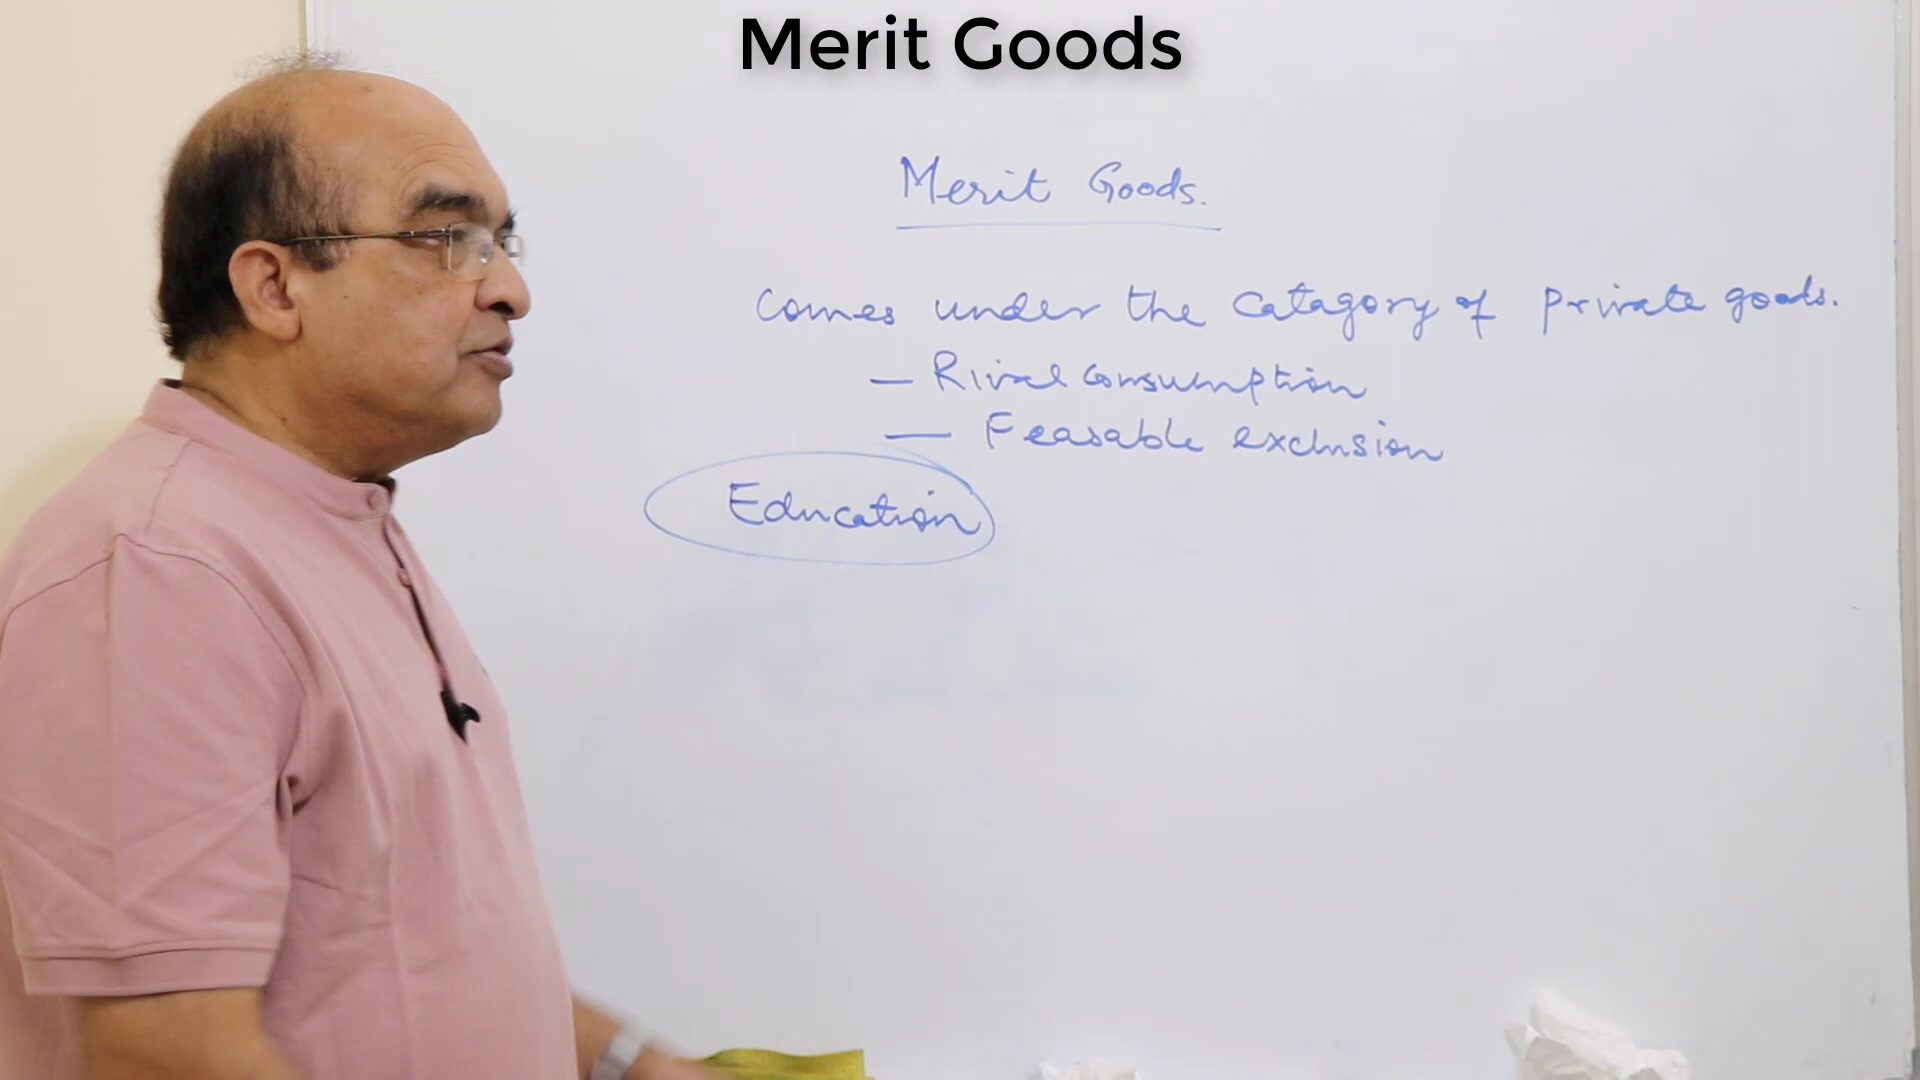 Merit Goods
Merit Goods.
comes under the catagory of private goods.
— Rival consumption
— Feasable exclusion
Education